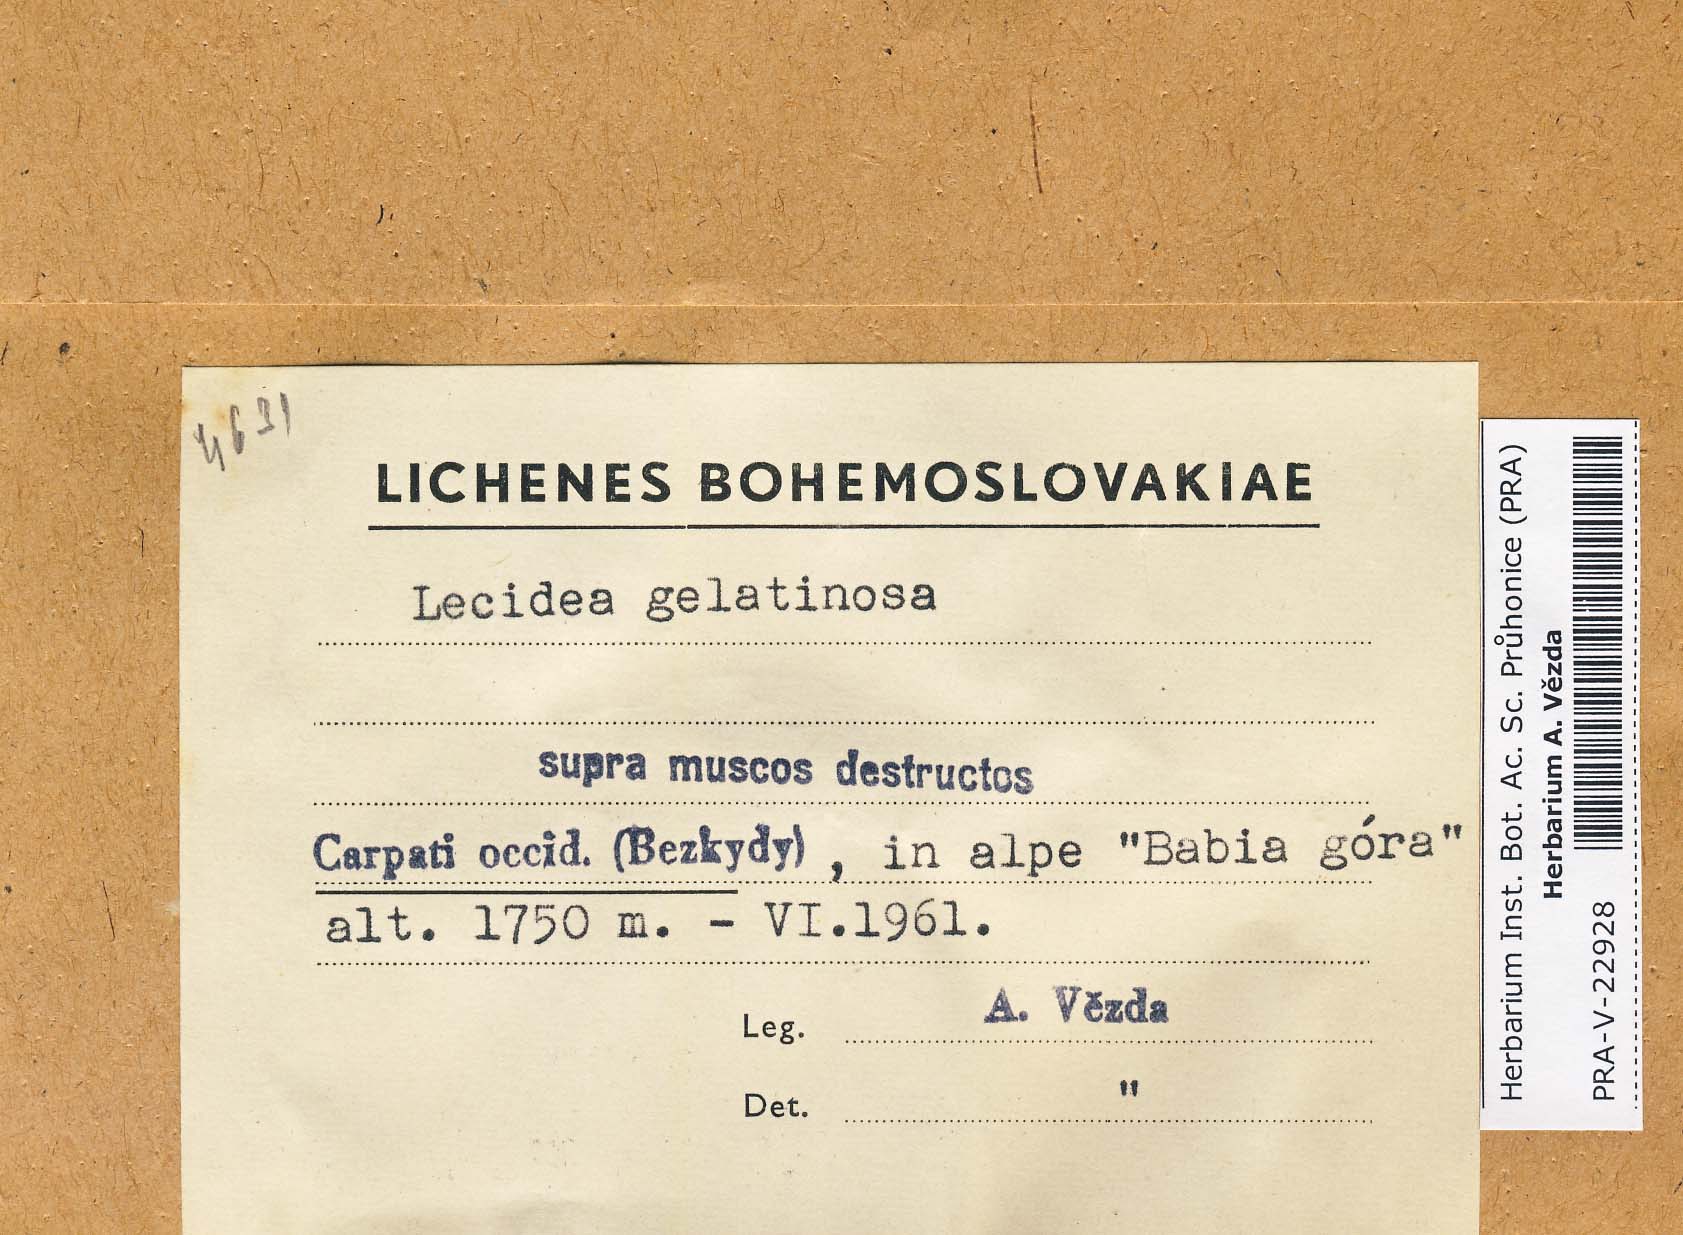 4631
LICHENES BOHEMOSLOVAKIAE
Lecidea gelatinosa
supra muscos destructos
Carpati occid. (Bezkydy), in alpe "Babia góra"
alt. 1750 m. - VI.1961.
Leg. A. Vězda
Det. "
Herbarium Inst. Bot. Ac. Sc. Průhonice (PRA)
Herbarium A. Vězda
PRA-V-22928